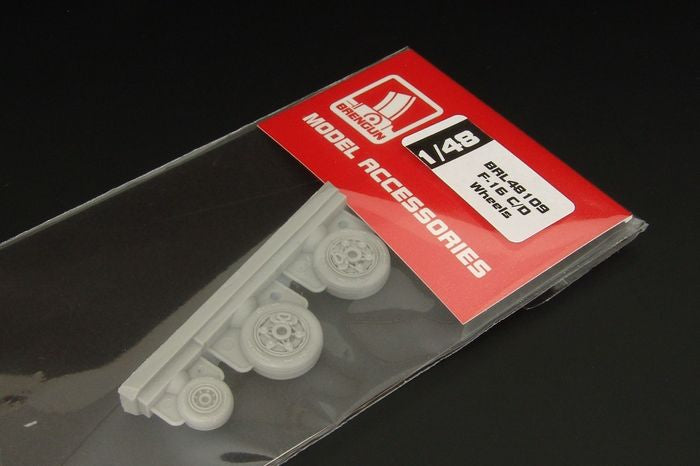 BRENGUN
MODEL ACCESSORIES
1/48
BRL48109
F-16 C/D
Wheels